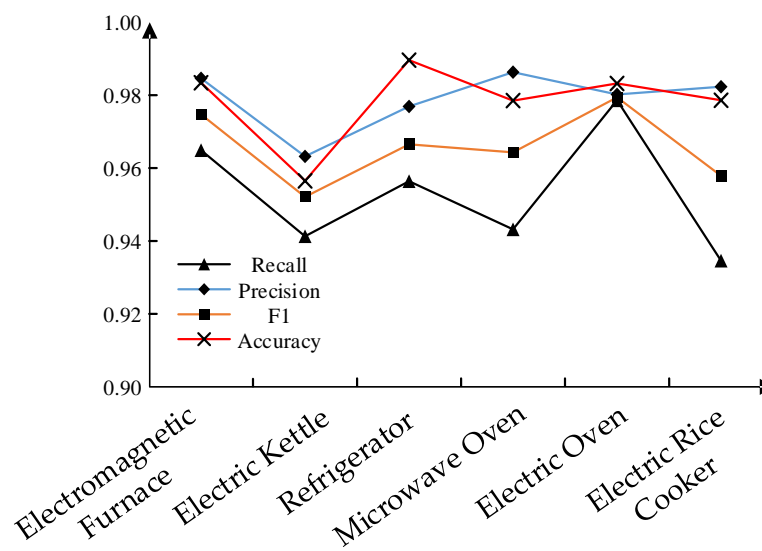 1.00
0.98
0.96
0.94
0.92
0.90
Recall
Precision
F1
Accuracy
Electromagnetic
Furnace
Electric Kettle
Refrigerator
Microwave Oven
Electric Oven
Electric Rice
Cooker